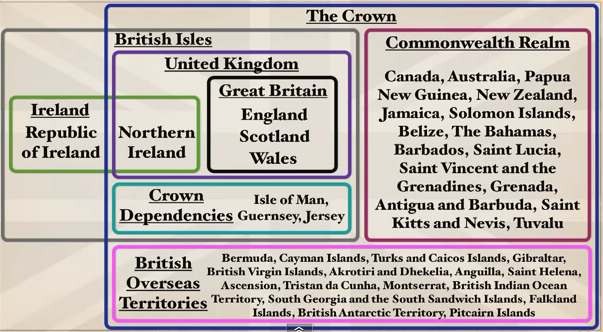 The Crown
British Isles
United Kingdom
Great Britain
England
Scotland
Wales
Ireland
Republic
of Ireland
Northern
Ireland
Crown
Dependencies
Isle of Man,
Guernsey, Jersey
Commonwealth Realm
Canada, Australia, Papua
New Guinea, New Zealand,
Jamaica, Solomon Islands,
Belize, The Bahamas,
Barbados, Saint Lucia,
Saint Vincent and the
Grenadines, Grenada,
Antigua and Barbuda, Saint
Kitts and Nevis, Tuvalu
British
Overseas
Territories
Bermuda, Cayman Islands, Turks and Caicos Islands, Gibraltar,
British Virgin Islands, Akrotiri and Dhekelia, Anguilla, Saint Helena,
Ascension, Tristan da Cunha, Montserrat, British Indian Ocean
Territory, South Georgia and the South Sandwich Islands, Falkland
Islands, British Antarctic Territory, Pitcairn Islands